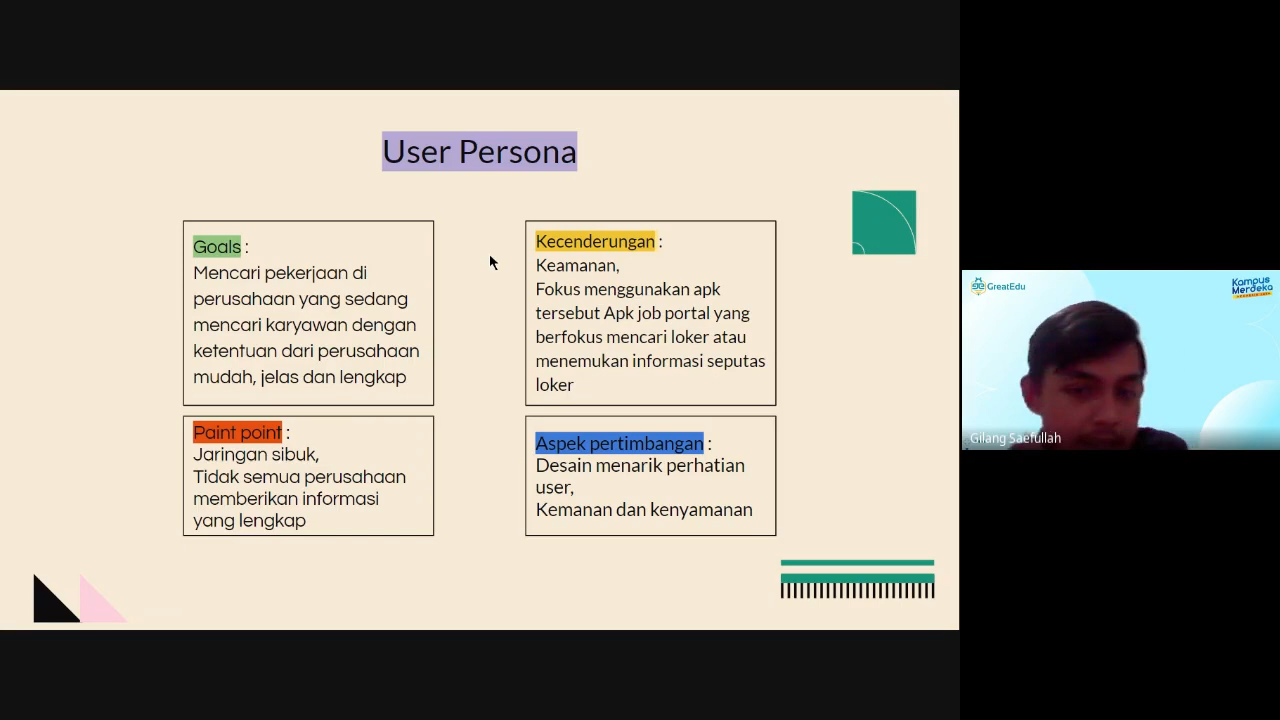 User Persona
Goals :
Mencari pekerjaan di
perusahaan yang sedang
mencari karyawan dengan
ketentuan dari perusahaan
mudah, jelas dan lengkap
Kecenderungan :
Keamanan,
Fokus menggunakan apk
tersebut Apk job portal yang
berfokus mencari loker atau
menemukan informasi seputas
loker
Paint point :
Jaringan sibuk,
Tidak semua perusahaan
memberikan informasi
yang lengkap
Aspek pertimbangan :
Desain menarik perhatian
user,
Kemanan dan kenyamanan
GreatEdu
Kampus
Merdeka
Gilang Saefullah